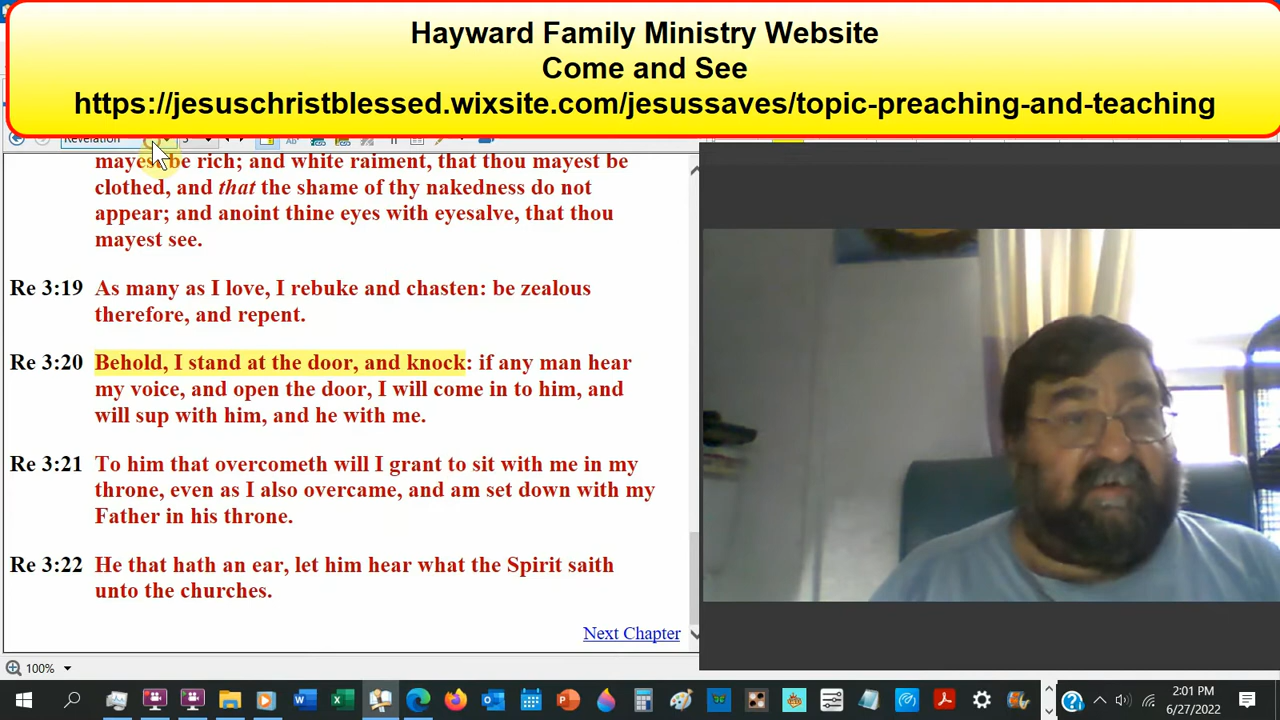 Hayward Family Ministry Website
Come and See
https://jesuschristblessed.wixsite.com/jesussaves/topic-preaching-and-teaching
Revelation 3
mayest be rich; and white raiment, that thou mayest be
clothed, and that the shame of thy nakedness do not
appear; and anoint thine eyes with eyesalve, that thou
mayest see.
Re 3:19 As many as I love, I rebuke and chasten: be zealous
therefore, and repent.
Re 3:20 Behold, I stand at the door, and knock: if any man hear
my voice, and open the door, I will come in to him, and
will sup with him, and he with me.
Re 3:21 To him that overcometh will I grant to sit with me in my
throne, even as I also overcame, and am set down with my
Father in his throne.
Re 3:22 He that hath an ear, let him hear what the Spirit saith
unto the churches.
Next Chapter
100%
2:01 PM
6/27/2022